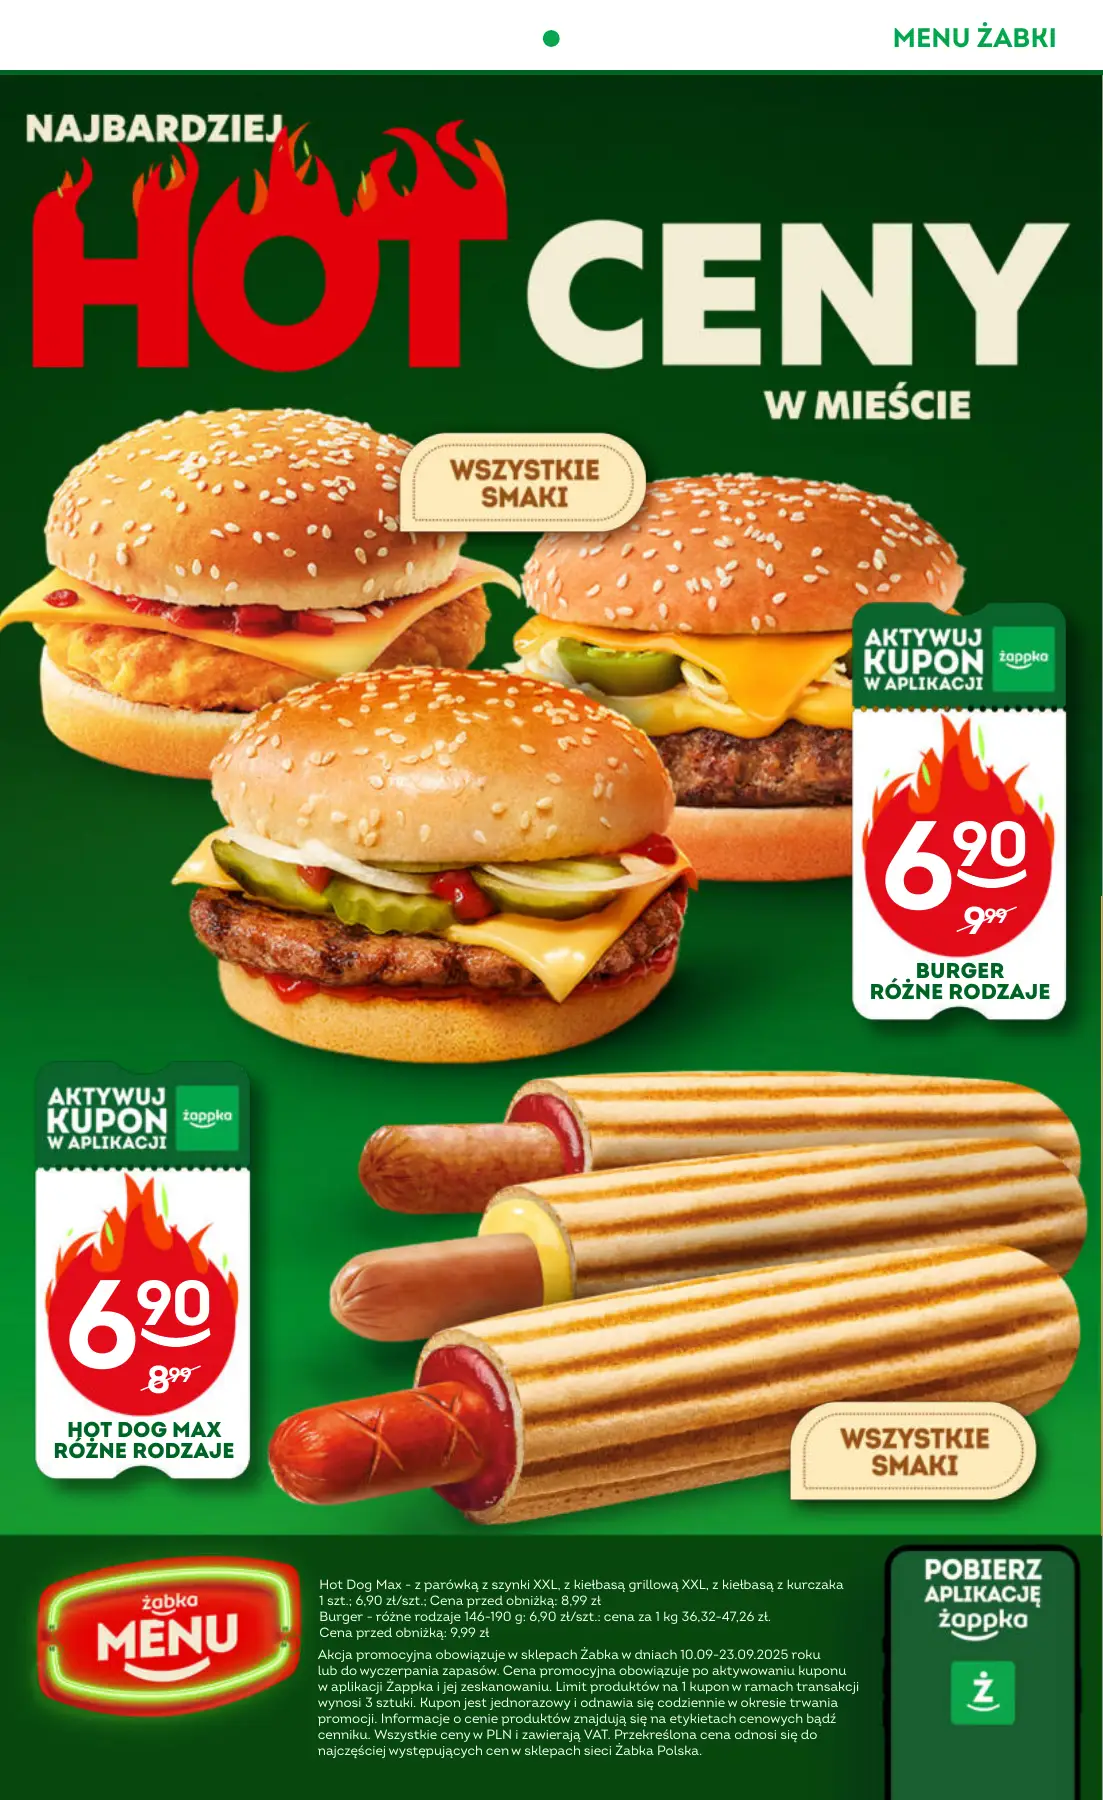 MENU ŻABKI
NAJBARDZIEJ
HOT CENY
W MIEŚCIE
WSZYSTKIE
SMAKI
AKTYWUJ
KUPON
W APLIKACJI
żappka
6 90
9 99
BURGER
RÓŻNE RODZAJE
AKTYWUJ
KUPON
W APLIKACJI
żappka
6 90
8 99
HOT DOG MAX
RÓŻNE RODZAJE
WSZYSTKIE
SMAKI
żabka
MENU
Hot Dog Max - z parówką z szynki XXL, z kiełbasą grillową XXL, z kiełbasą z kurczaka
1 szt.; 6,90 zł/szt.; Cena przed obniżką: 8,99 zł
Burger - różne rodzaje 146-190 g: 6,90 zł/szt.: cena za 1 kg 36,32-47,26 zł.
Cena przed obniżką: 9,99 zł
Akcja promocyjna obowiązuje w sklepach Żabka w dniach 10.09-23.09.2025 roku
lub do wyczerpania zapasów. Cena promocyjna obowiązuje po aktywowaniu kuponu
w aplikacji Żappka i jej zeskanowaniu. Limit produktów na 1 kupon w ramach transakcji
wynosi 3 sztuki. Kupon jest jednorazowy i odnawia się codziennie w okresie trwania
promocji. Informacje o cenie produktów znajdują się na etykietach cenowych bądź
cenniku. Wszystkie ceny w PLN i zawierają VAT. Przekreślona cena odnosi się do
najczęściej występujących cen w sklepach sieci Żabka Polska.
POBIERZ
APLIKACJĘ
żappka
Ż